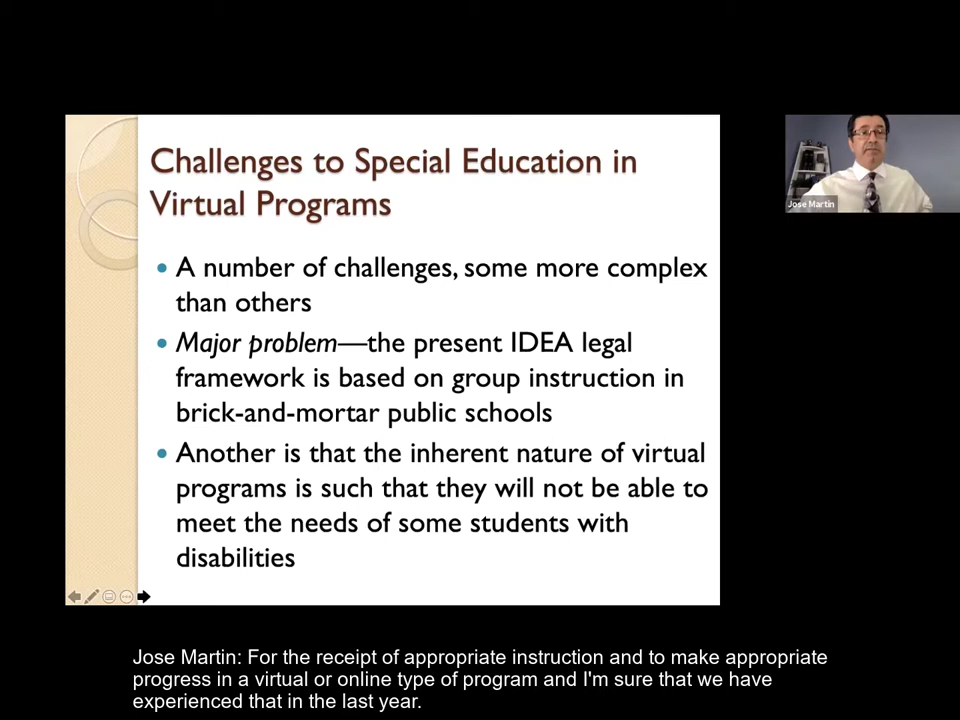 Challenges to Special Education in
Virtual Programs
• A number of challenges, some more complex
than others
• Major problem—the present IDEA legal
framework is based on group instruction in
brick-and-mortar public schools
• Another is that the inherent nature of virtual
programs is such that they will not be able to
meet the needs of some students with
disabilities
Jose Martin
Jose Martin: For the receipt of appropriate instruction and to make appropriate
progress in a virtual or online type of program and I'm sure that we have
experienced that in the last year.